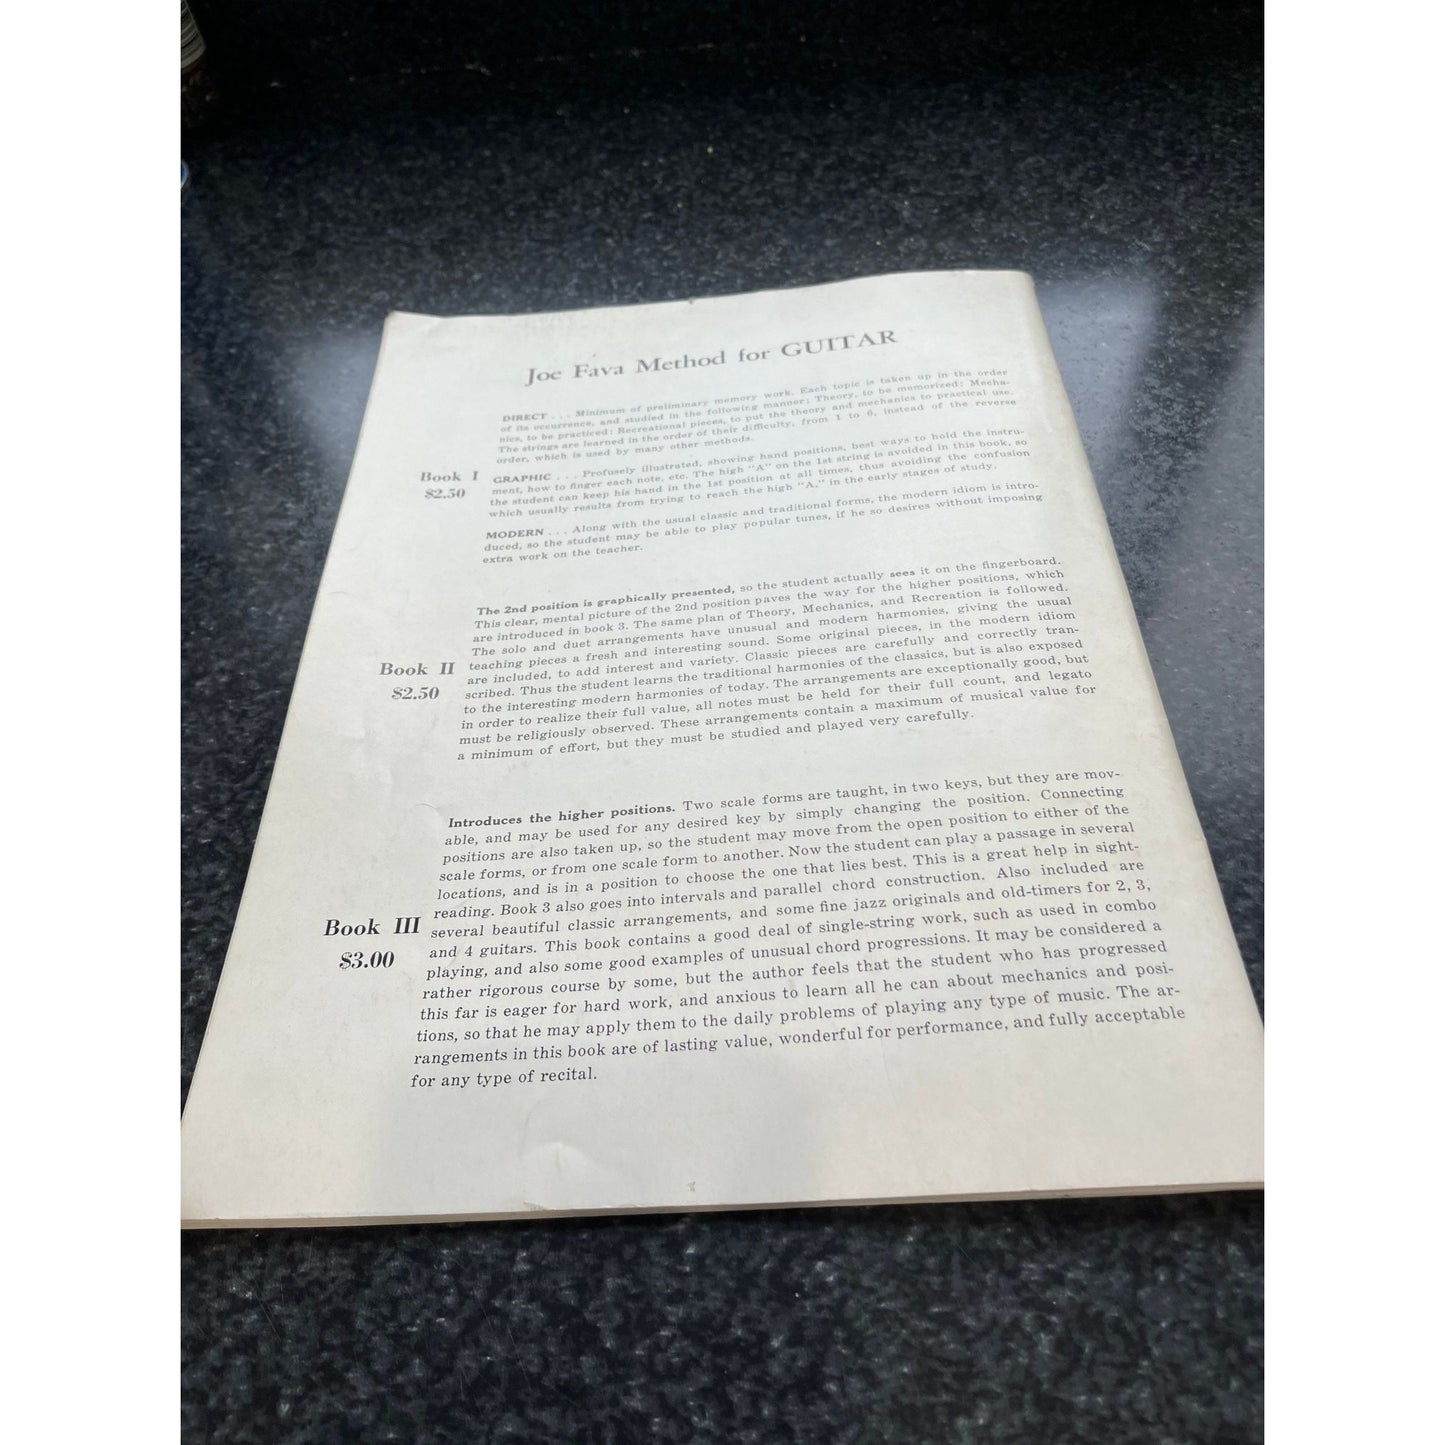 Joe Fava Method for GUITAR
DIRECT . . . Minimum of preliminary memory work. Each topic is taken up in the order
of its occurrence, and studied in the following manner: Theory, to be memorized: Mecha-
nics, to be practiced: Recreational pieces, to put the theory and mechanics to practical use.
The strings are learned in the order of their difficulty, from 1 to 6, instead of the reverse
order, which is used by many other methods.
Book I
$2.50
GRAPHIC . . . Profusely illustrated, showing hand positions, best ways to hold the instru-
ment, how to finger each note, etc. The high "A" on the 1st string is avoided in this book, so
the student can keep his hand in the 1st position at all times, thus avoiding the confusion
which usually results from trying to reach the high "A," in the early stages of study.
MODERN . . . Along with the usual classic and traditional forms, the modern idiom is intro-
duced, so the student may be able to play popular tunes, if he so desires without imposing
extra work on the teacher.
Book II
$2.50
The 2nd position is graphically presented, so the student actually sees it on the fingerboard.
This clear, mental picture of the 2nd position paves the way for the higher positions, which
are introduced in book 3. The same plan of Theory, Mechanics, and Recreation is followed.
The solo and duet arrangements have unusual and modern harmonies, giving the usual
teaching pieces a fresh and interesting sound. Some original pieces, in the modern idiom
are included, to add interest and variety. Classic pieces are carefully and correctly tran-
scribed. Thus the student learns the traditional harmonies of the classics, but is also exposed
to the interesting modern harmonies of today. The arrangements are exceptionally good, but
in order to realize their full value, all notes must be held for their full count, and legato
must be religiously observed. These arrangements contain a maximum of musical value for
a minimum of effort, but they must be studied and played very carefully.
Book III
$3.00
Introduces the higher positions. Two scale forms are taught, in two keys, but they are mov-
able, and may be used for any desired key by simply changing the position. Connecting
positions are also taken up, so the student may move from the open position to either of the
scale forms, or from one scale form to another. Now the student can play a passage in several
locations, and is in a position to choose the one that lies best. This is a great help in sight-
reading. Book 3 also goes into intervals and parallel chord construction. Also included are
several beautiful classic arrangements, and some fine jazz originals and old-timers for 2, 3,
and 4 guitars. This book contains a good deal of single-string work, such as used in combo
playing, and also some good examples of unusual chord progressions. It may be considered a
rather rigorous course by some, but the author feels that the student who has progressed
this far is eager for hard work, and anxious to learn all he can about mechanics and posi-
tions, so that he may apply them to the daily problems of playing any type of music. The ar-
rangements in this book are of lasting value, wonderful for performance, and fully acceptable
for any type of recital.